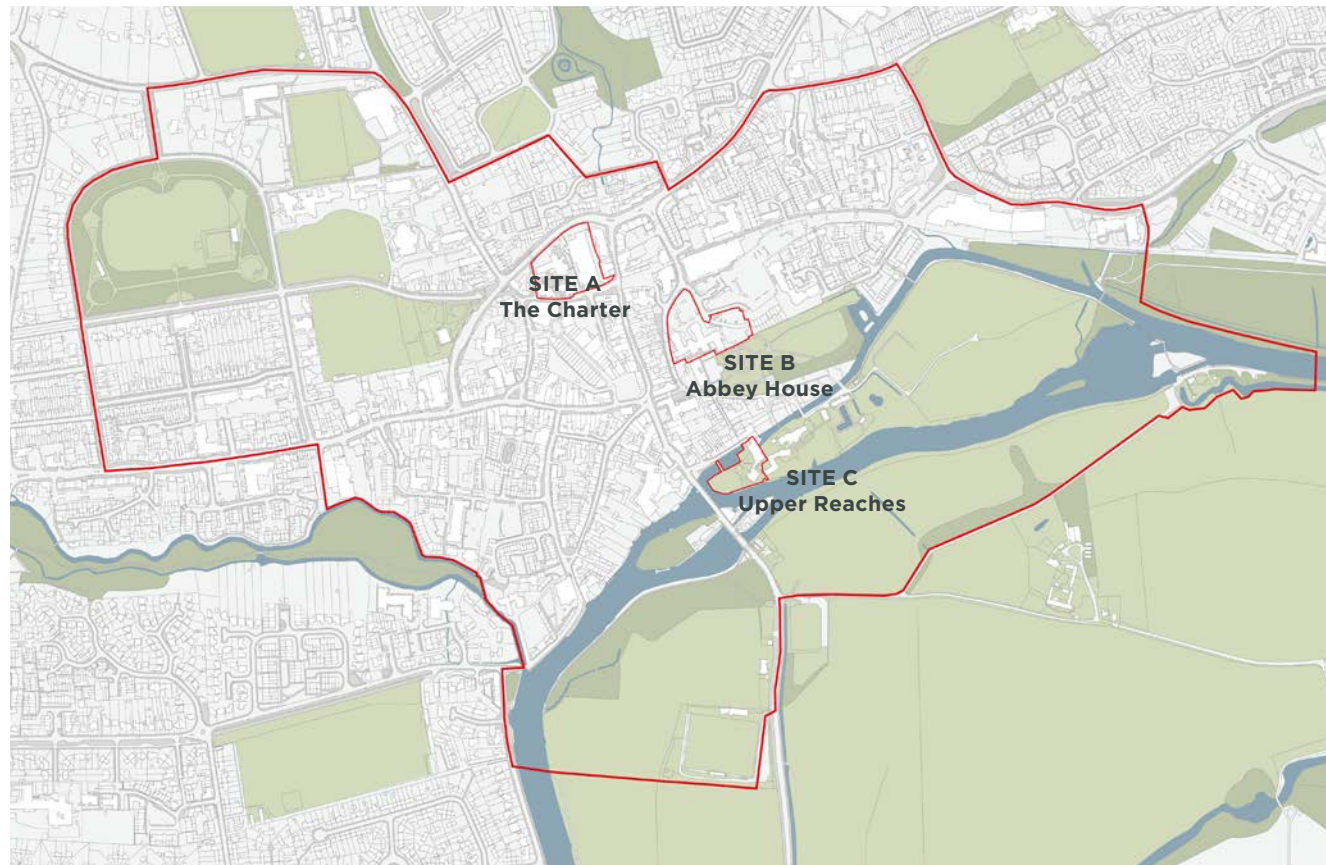 SITE A
The Charter
SITE B
Abbey House
SITE C
Upper Reaches